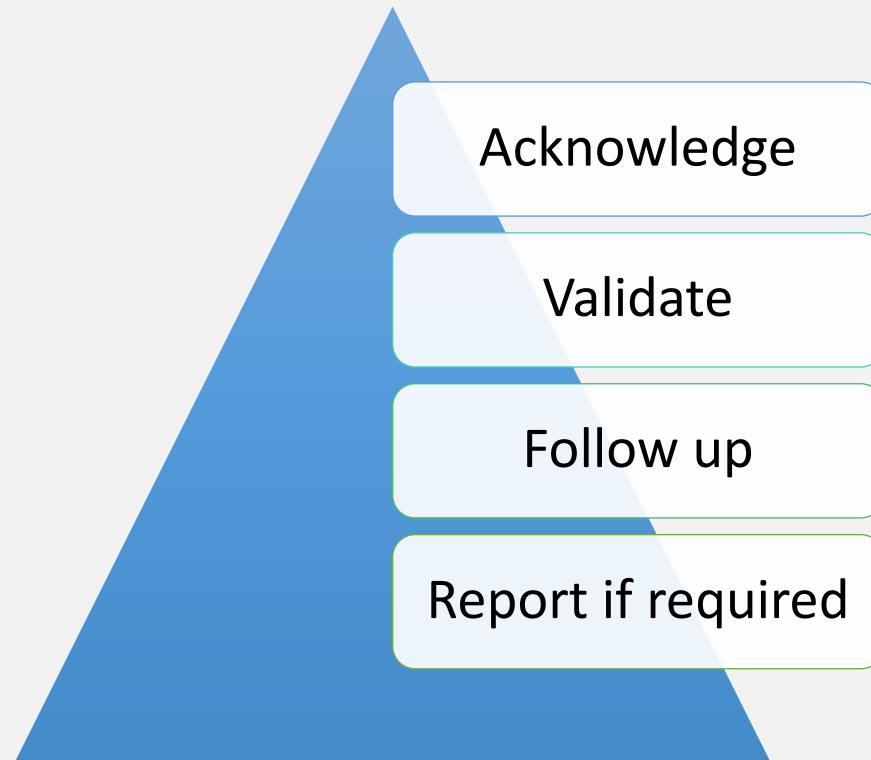 Acknowledge
Validate
Follow up
Report if required